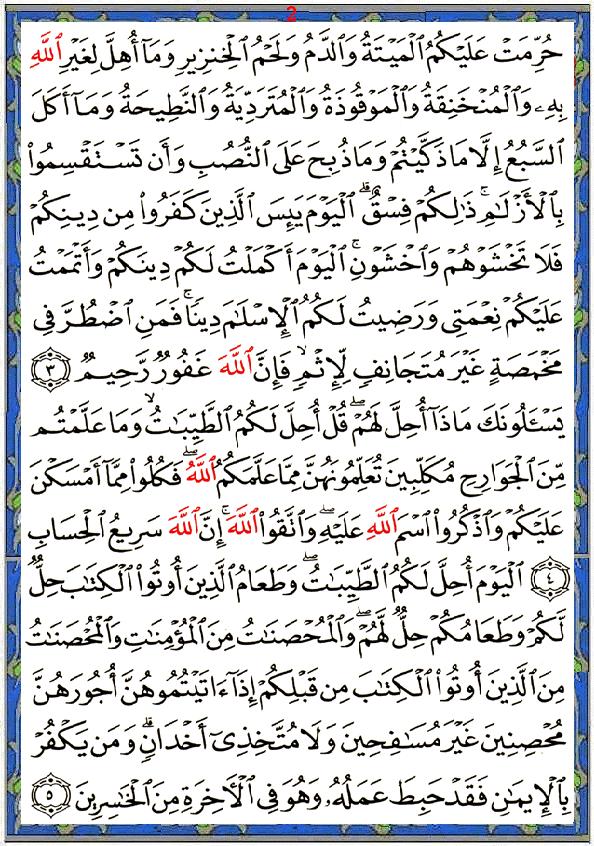 2
حُرِّمَتْ عَلَيْكُمُ ٱلْمَيْتَةُ وَٱلدَّمُ وَلَحْمُ ٱلْخِنزِيرِ وَمَآ أُهِلَّ لِغَيْرِ ٱللَّهِ
بِهِۦ وَٱلْمُنْخَنِقَةُ وَٱلْمَوْقُوذَةُ وَٱلْمُتَرَدِّيَةُ وَٱلنَّطِيحَةُ وَمَآ أَكَلَ
ٱلسَّبُعُ إِلَّا مَا ذَكَّيْتُمْ وَمَا ذُبِحَ عَلَى ٱلنُّصُبِ وَأَن تَسْتَقْسِمُوا۟
بِٱلْأَزْلَـٰمِ ۚ ذَٰلِكُمْ فِسْقٌ ۗ ٱلْيَوْمَ يَئِسَ ٱلَّذِينَ كَفَرُوا۟ مِن دِينِكُمْ
فَلَا تَخْشَوْهُمْ وَٱخْشَوْنِ ۚ ٱلْيَوْمَ أَكْمَلْتُ لَكُمْ دِينَكُمْ وَأَتْمَمْتُ
عَلَيْكُمْ نِعْمَتِى وَرَضِيتُ لَكُمُ ٱلْإِسْلَـٰمَ دِينًا ۚ فَمَنِ ٱضْطُرَّ فِى
مَخْمَصَةٍ غَيْرَ مُتَجَانِفٍ لِّإِثْمٍ ۙ فَإِنَّ ٱللَّهَ غَفُورٌ رَّحِيمٌ ٣
يَسْـَٔلُونَكَ مَاذَآ أُحِلَّ لَهُمْ ۖ قُلْ أُحِلَّ لَكُمُ ٱلطَّيِّبَـٰتُ ۙ وَمَا عَلَّمْتُم
مِّنَ ٱلْجَوَارِحِ مُكَلِّبِينَ تُعَلِّمُونَهُنَّ مِمَّا عَلَّمَكُمُ ٱللَّهُ ۖ فَكُلُوا۟ مِمَّآ أَمْسَكْنَ
عَلَيْكُمْ وَٱذْكُرُوا۟ ٱسْمَ ٱللَّهِ عَلَيْهِ ۖ وَٱتَّقُوا۟ ٱللَّهَ ۚ إِنَّ ٱللَّهَ سَرِيعُ ٱلْحِسَابِ
٤ ٱلْيَوْمَ أُحِلَّ لَكُمُ ٱلطَّيِّبَـٰتُ ۖ وَطَعَامُ ٱلَّذِينَ أُوتُوا۟ ٱلْكِتَـٰبَ حِلٌّ
لَّكُمْ وَطَعَامُكُمْ حِلٌّ لَّهُمْ ۖ وَٱلْمُحْصَنَـٰتُ مِنَ ٱلْمُؤْمِنَـٰتِ وَٱلْمُحْصَنَـٰتُ
مِنَ ٱلَّذِينَ أُوتُوا۟ ٱلْكِتَـٰبَ مِن قَبْلِكُمْ إِذَآ ءَاتَيْتُمُوهُنَّ أُجُورَهُنَّ
مُحْصِنِينَ غَيْرَ مُسَـٰفِحِينَ وَلَا مُتَّخِذِىٓ أَخْدَانٍ ۗ وَمَن يَكْفُرْ
بِٱلْإِيمَـٰنِ فَقَدْ حَبِطَ عَمَلُهُۥ وَهُوَ فِى ٱلْـَٔاخِرَةِ مِنَ ٱلْخَـٰسِرِينَ ٥